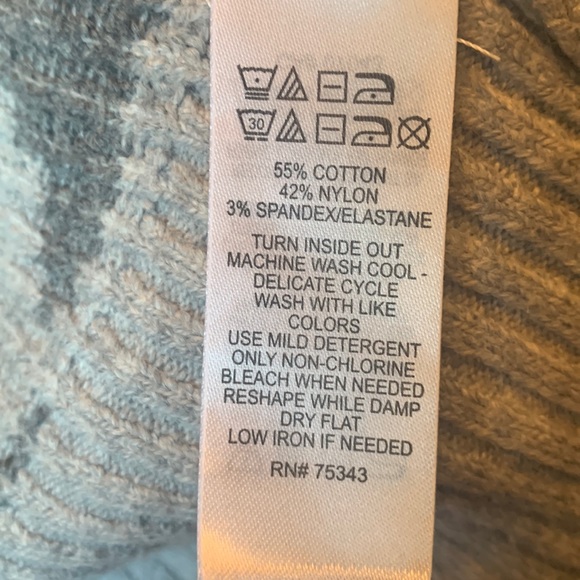 30
55% COTTON
42% NYLON
3% SPANDEX/ELASTANE
TURN INSIDE OUT
MACHINE WASH COOL -
DELICATE CYCLE
WASH WITH LIKE
COLORS
USE MILD DETERGENT
ONLY NON-CHLORINE
BLEACH WHEN NEEDED
RESHAPE WHILE DAMP
DRY FLAT
LOW IRON IF NEEDED
RN# 75343